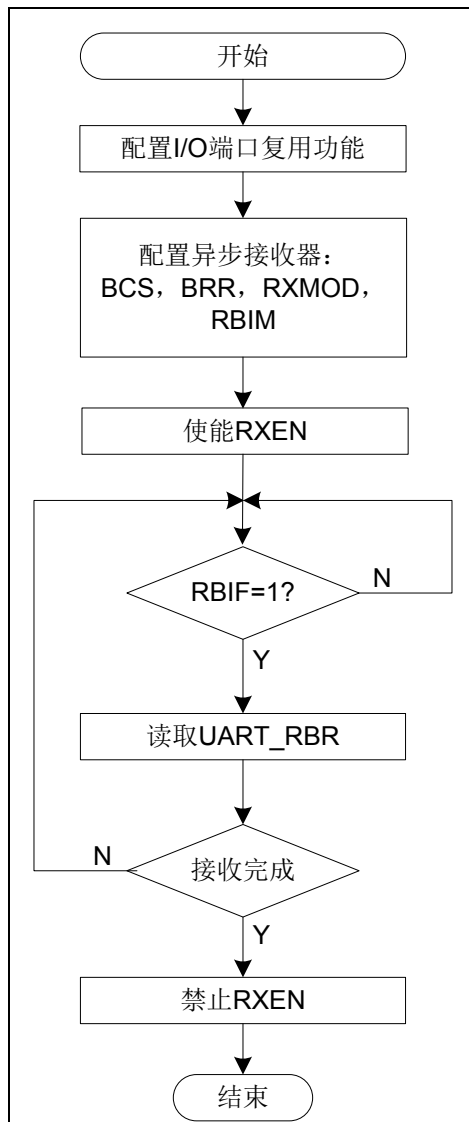 开始
配置I/O端口复用功能
配置异步接收器：
BCS，BRR，RXMOD，
RBIM
使能RXEN
RBIF=1?
N
Y
读取UART_RBR
N
接收完成
Y
禁止RXEN
结束